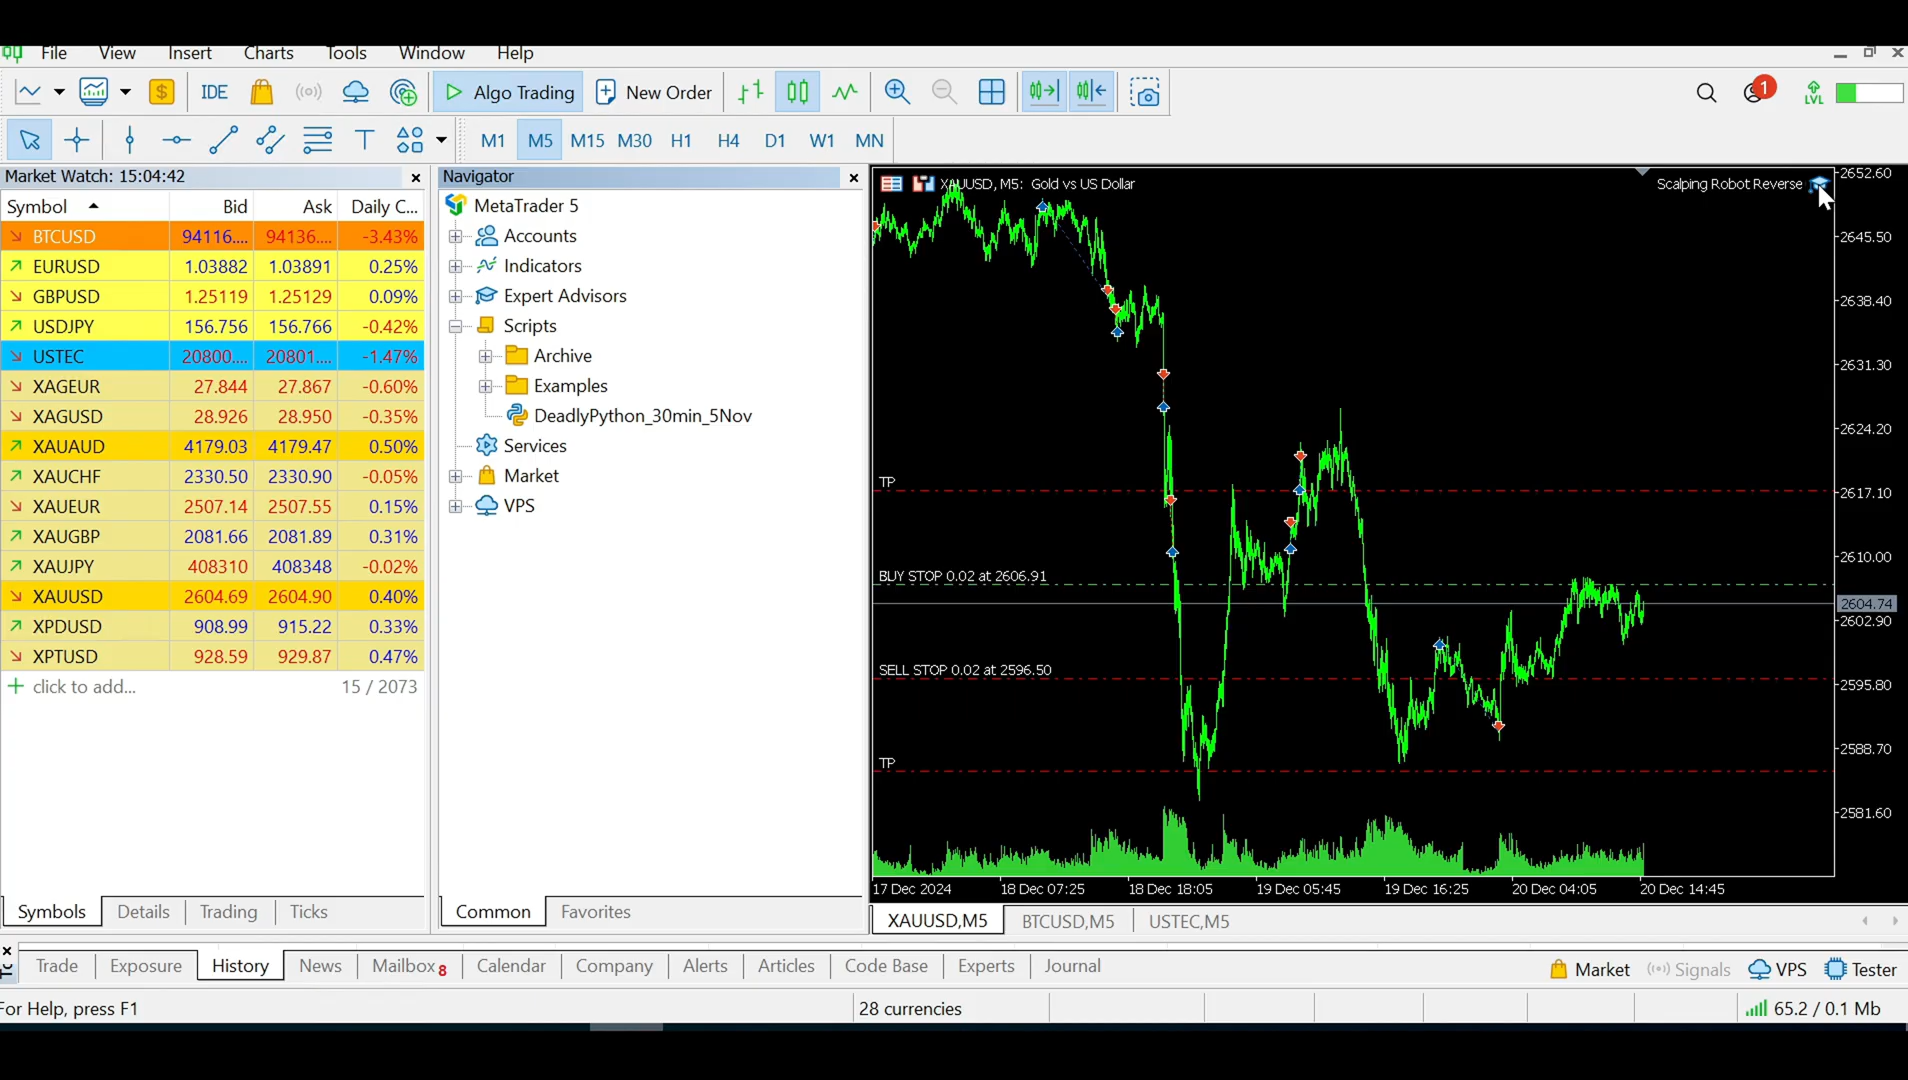 File View Insert Charts Tools Window Help
IDE Algo Trading New Order 1 LVL
T M1 M5 M15 M30 H1 H4 D1 W1 MN
Market Watch: 15:04:42
Symbol Bid Ask Daily C...
BTCUSD 94116.... 94136.... -3.43%
EURUSD 1.03882 1.03891 0.25%
GBPUSD 1.25119 1.25129 0.09%
USDJPY 156.756 156.766 -0.42%
USTEC 20800.... 20801.... -1.47%
XAGEUR 27.844 27.867 -0.60%
XAGUSD 28.926 28.950 -0.35%
XAUAUD 4179.03 4179.47 0.50%
XAUCHF 2330.50 2330.90 -0.05%
XAUEUR 2507.14 2507.55 0.15%
XAUGBP 2081.66 2081.89 0.31%
XAUJPY 408310 408348 -0.02%
XAUUSD 2604.69 2604.90 0.40%
XPDUSD 908.99 915.22 0.33%
XPTUSD 928.59 929.87 0.47%
click to add... 15 / 2073
Symbols Details Trading Ticks
Navigator
MetaTrader 5
Accounts
Indicators
Expert Advisors
Scripts
Archive
Examples
DeadlyPython_30min_5Nov
Services
Market
VPS
Common Favorites
XAUUSD, M5: Gold vs US Dollar
Scalping Robot Reverse
TP
BUY STOP 0.02 at 2606.91
SELL STOP 0.02 at 2596.50
TP
2652.60
2645.50
2638.40
2631.30
2624.20
2617.10
2610.00
2604.74
2602.90
2595.80
2588.70
2581.60
17 Dec 2024 18 Dec 07:25 18 Dec 18:05 19 Dec 05:45 19 Dec 16:25 20 Dec 04:05 20 Dec 14:45
XAUUSD,M5 BTCUSD,M5 USTEC,M5
Trade Exposure History News Mailbox 8 Calendar Company Alerts Articles Code Base Experts Journal
Market Signals VPS Tester
For Help, press F1 28 currencies 65.2 / 0.1 Mb